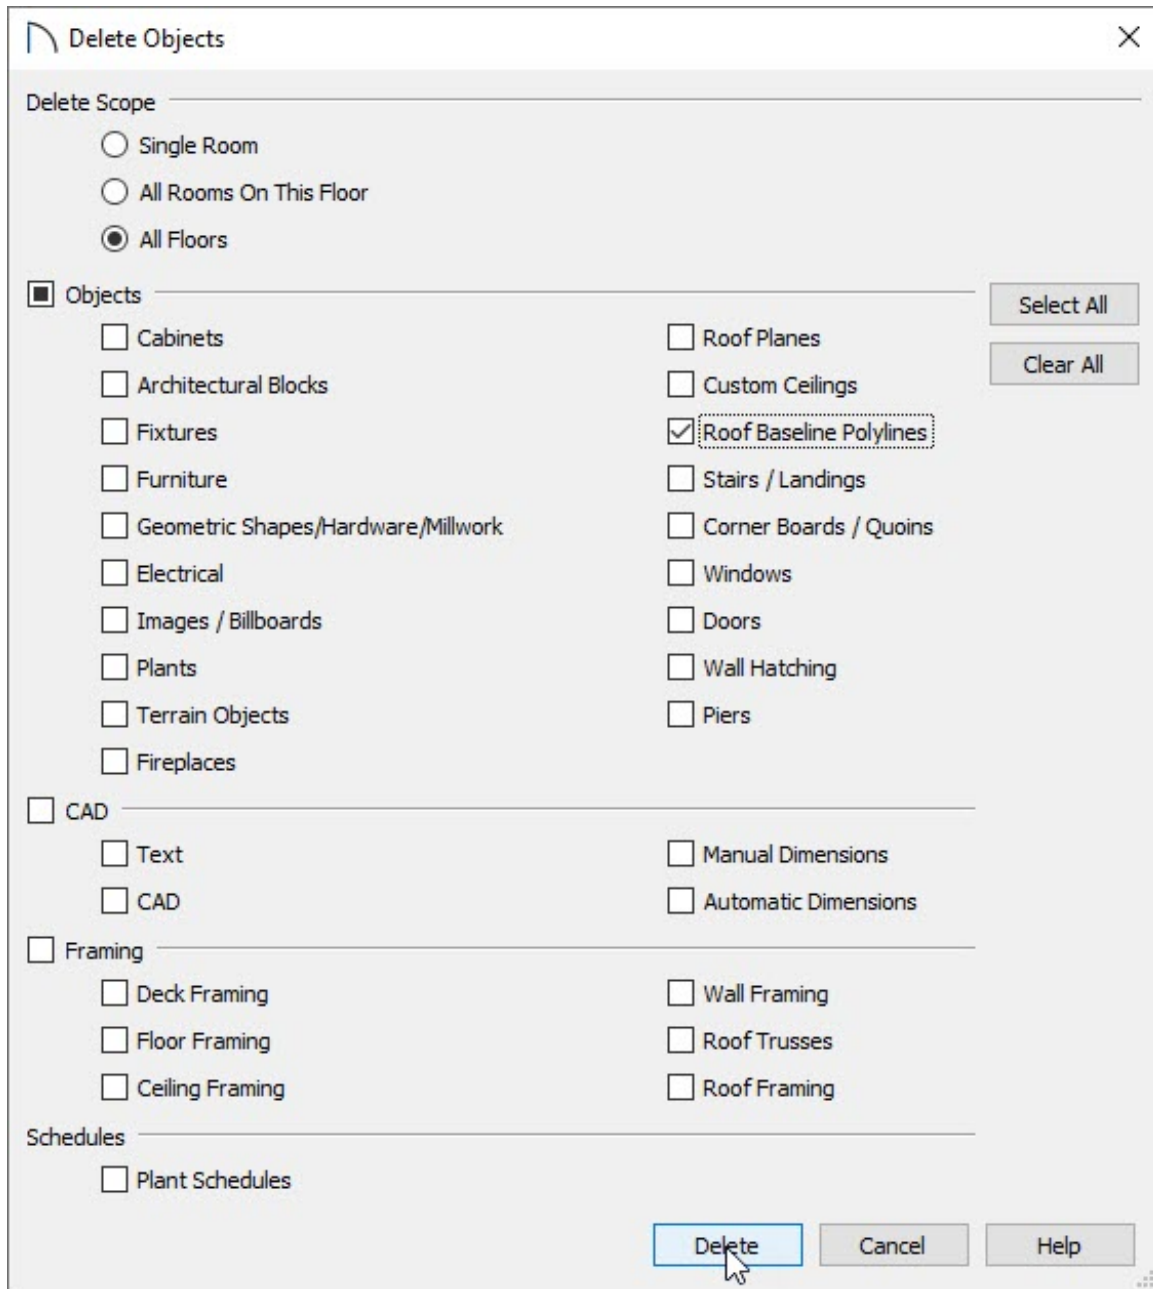 Delete Objects
Delete Scope
Single Room
All Rooms On This Floor
All Floors
Objects
Select All
Clear All
Cabinets
Roof Planes
Architectural Blocks
Custom Ceilings
Fixtures
Roof Baseline Polylines
Furniture
Stairs / Landings
Geometric Shapes/Hardware/Millwork
Corner Boards / Quoins
Electrical
Windows
Images / Billboards
Doors
Plants
Wall Hatching
Terrain Objects
Piers
Fireplaces
CAD
Text
Manual Dimensions
CAD
Automatic Dimensions
Framing
Deck Framing
Wall Framing
Floor Framing
Roof Trusses
Ceiling Framing
Roof Framing
Schedules
Plant Schedules
Delete
Cancel
Help